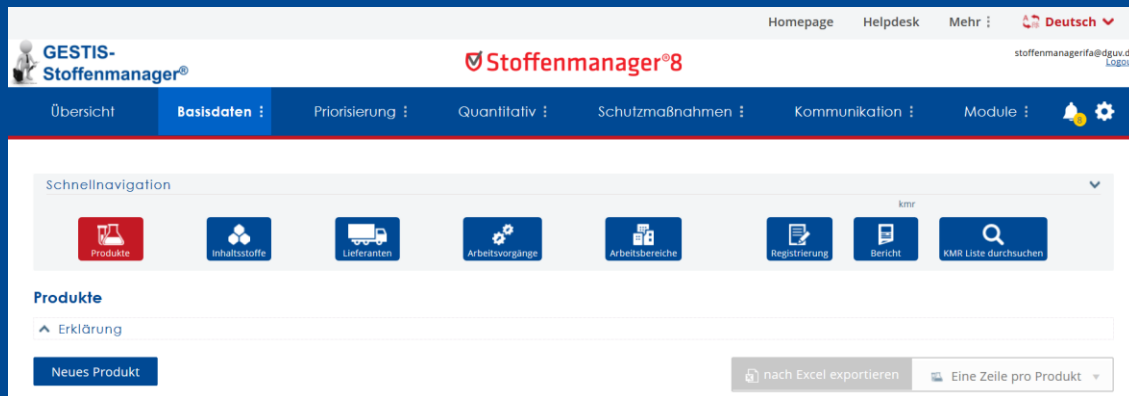 Homepage Helpdesk Mehr Deutsch
GESTIS-
Stoffenmanager®
Stoffenmanager®8
stoffenmanagerifa@dguv.d
Logou
Übersicht Basisdaten Priorisierung Quantitativ Schutzmaßnahmen Kommunikation Module 8
Schnellnavigation
kmr
Produkte Inhaltsstoffe Lieferanten Arbeitsvorgänge Arbeitsbereiche Registrierung Bericht KMR Liste durchsuchen
Produkte
Erklärung
Neues Produkt nach Excel exportieren Eine Zeile pro Produkt